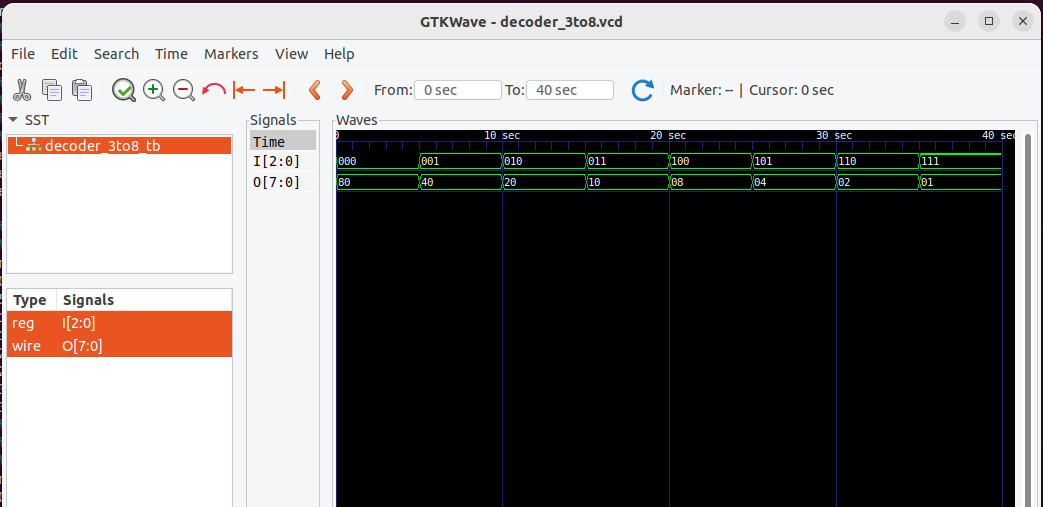 GTKWave - decoder_3to8.vcd
File Edit Search Time Markers View Help
From: 0 sec To: 40 sec Marker: -- | Cursor: 0 sec
SST
decoder_3to8_tb
Type Signals
reg I[2:0]
wire O[7:0]
Signals
Time
I[2:0]
O[7:0]
Waves
0 10 sec 20 sec 30 sec 40 sec
000 001 010 011 100 101 110 111
80 40 20 10 08 04 02 01